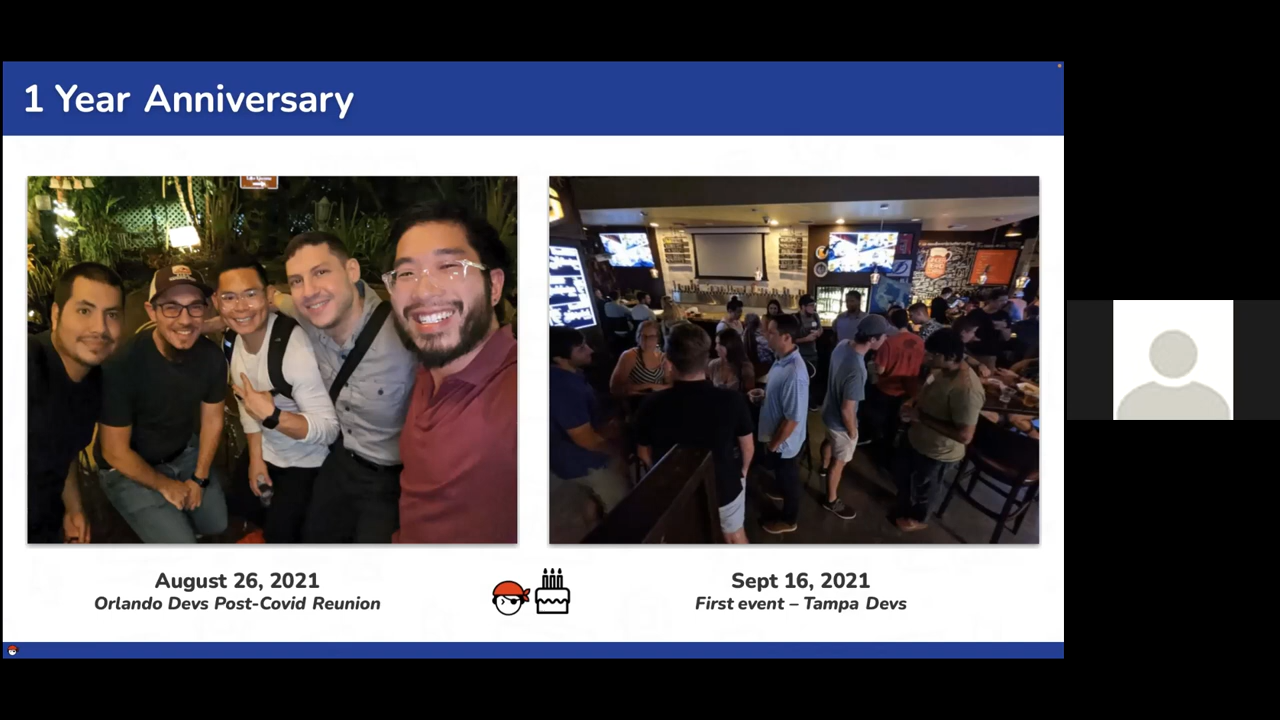 1 Year Anniversary
August 26, 2021
Orlando Devs Post-Covid Reunion
Sept 16, 2021
First event – Tampa Devs